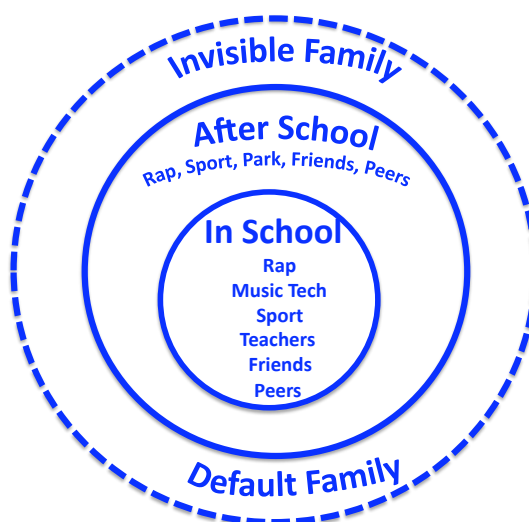 Invisible Family
After School
Rap, Sport, Park, Friends, Peers
In School
Rap
Music Tech
Sport
Teachers
Friends
Peers
Default Family